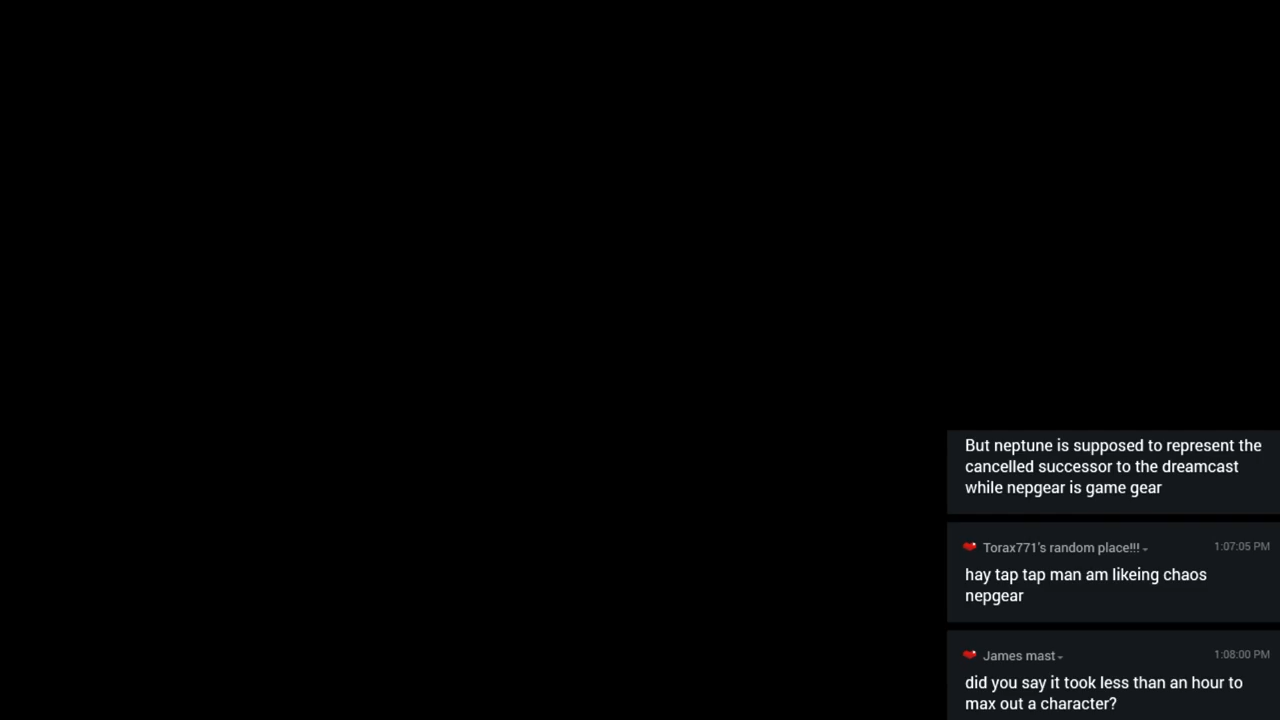 But neptune is supposed to represent the
cancelled successor to the dreamcast
while nepgear is game gear
Torax771's random place!!! 1:07:05 PM
hay tap tap man am likeing chaos
nepgear
James mast 1:08:00 PM
did you say it took less than an hour to
max out a character?